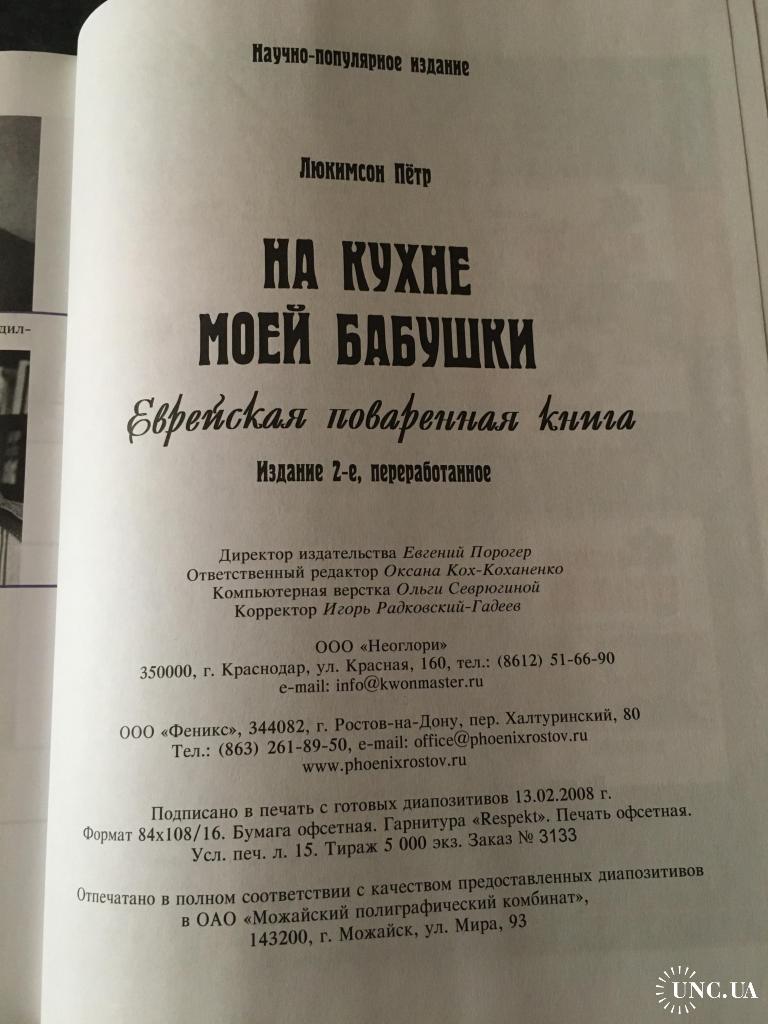 Научно-популярное издание
Люкимсон Пётр
НА КУХНЕ
МОЕЙ БАБУШКИ
Еврейская поваренная книга
Издание 2-е, переработанное
Директор издательства Евгений Порогер
Ответственный редактор Оксана Кох-Коханенко
Компьютерная верстка Ольги Севрюгиной
Корректор Игорь Радковский-Гадеев
ООО «Неоглори»
350000, г. Краснодар, ул. Красная, 160, тел.: (8612) 51-66-90
e-mail: info@kwonmaster.ru
ООО «Феникс», 344082, г. Ростов-на-Дону, пер. Халтуринский, 80
Тел.: (863) 261-89-50, e-mail: office@phoenixrostov.ru
www.phoenixrostov.ru
Подписано в печать с готовых диапозитивов 13.02.2008 г.
Формат 84х108/16. Бумага офсетная. Гарнитура «Respekt». Печать офсетная.
Усл. печ. л. 15. Тираж 5 000 экз. Заказ № 3133
Отпечатано в полном соответствии с качеством предоставленных диапозитивов
в ОАО «Можайский полиграфический комбинат»,
143200, г. Можайск, ул. Мира, 93
дил-
UNC.UA